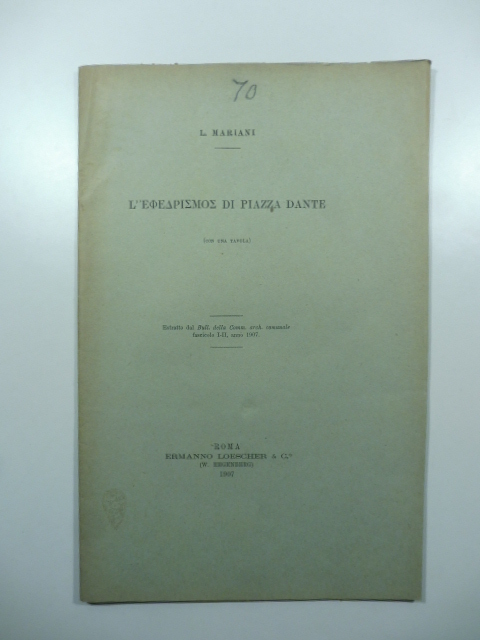 70
L. MARIANI
L'ἘΦΕΔΡΙΣΜΟΣ DI PIAZZA DANTE
(CON UNA TAVOLA)
Estratto dal Bull. della Comm. arch. comunale
fascicolo I-II, anno 1907.
ROMA
ERMANNO LOESCHER & C.º
(W. REGENBERG)
1907